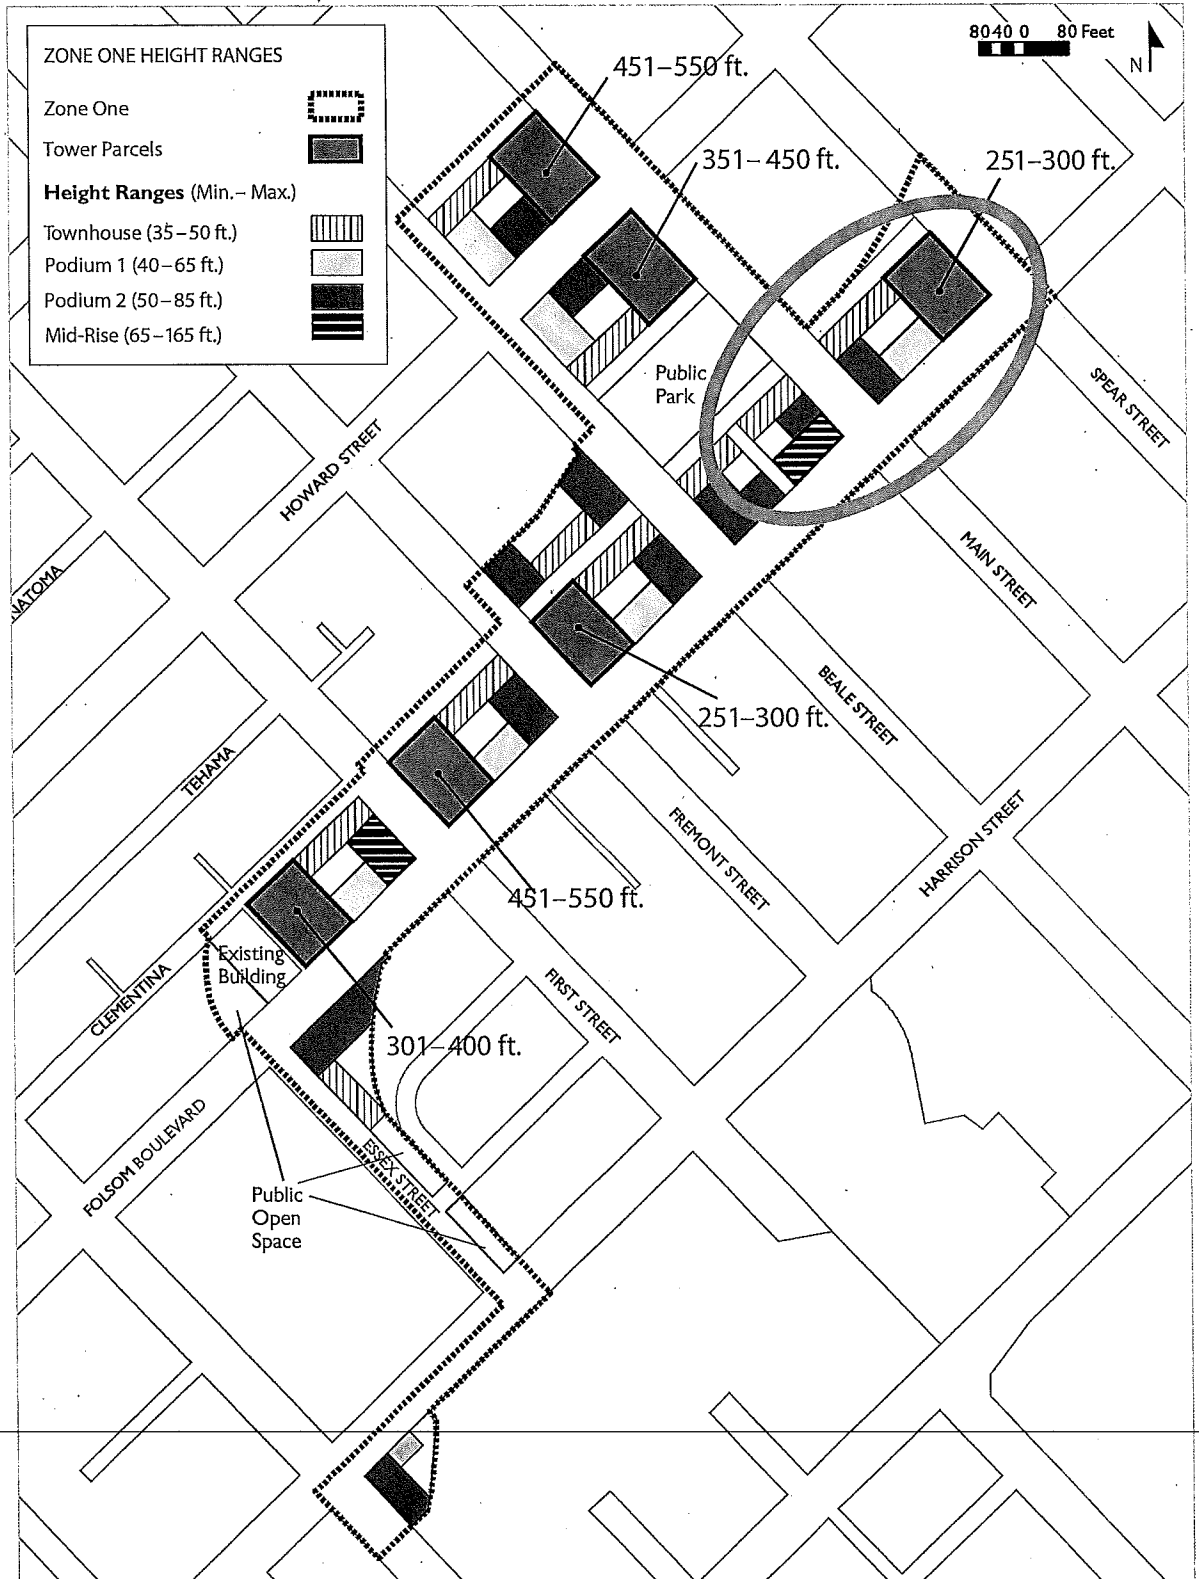 8040 0 80 Feet
N
ZONE ONE HEIGHT RANGES
Zone One
Tower Parcels
Height Ranges (Min.– Max.)
Townhouse (35–50 ft.)
Podium 1 (40–65 ft.)
Podium 2 (50–85 ft.)
Mid-Rise (65–165 ft.)
451–550 ft.
351–450 ft.
251–300 ft.
Public
Park
SPEAR STREET
HOWARD STREET
MAIN STREET
NATOMA
BEALE STREET
251–300 ft.
TEHAMA
FREMONT STREET
HARRISON STREET
451–550 ft.
Existing
Building
CLEMENTINA
FIRST STREET
301–400 ft.
FOLSOM BOULEVARD
ESSEX STREET
Public
Open
Space